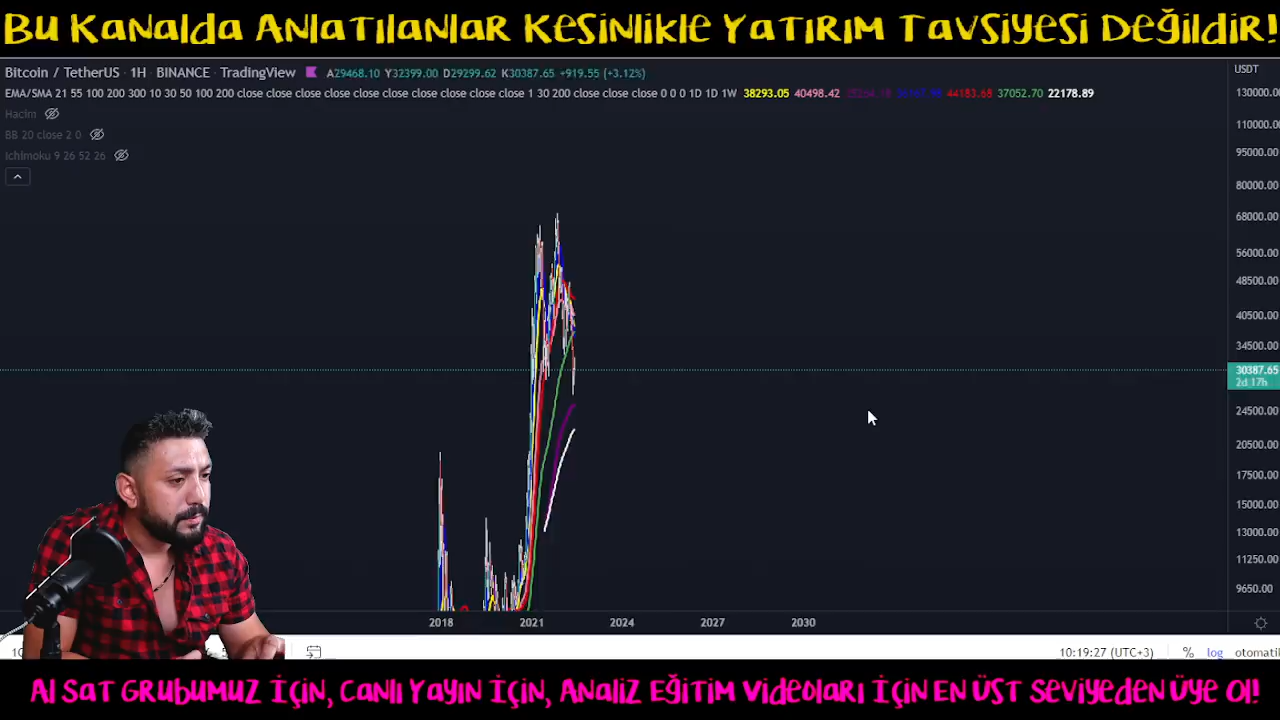 Bu Kanalda Anlatılanlar Kesinlikle Yatırım Tavsiyesi Değildir!
Bitcoin / TetherUS · 1H · BINANCE · TradingView A29468.10 Y32399.00 D29299.62 K30387.65 +919.55 (+3.12%)
USDT
EMA/SMA 21 55 100 200 300 10 30 50 100 200 close close close close close close close close close close 1 30 200 close close close 0 0 0 1D 1D 1W 38293.05 40498.42 44183.68 37052.70 22178.89
130000.0
Hacim
110000.0
BB 20 close 2 0
95000.00
Ichimoku 9 26 52 26
80000.00
68000.00
56000.00
48500.00
40500.00
34500.00
30387.65
2d 17h
24500.00
20500.00
17500.00
15000.00
13000.00
11250.00
9650.00
2018 2021 2024 2027 2030
10:19:27 (UTC+3) % log otomatik
Al Sat Grubumuz İçin, Canlı Yayın İçin, Analiz Eğitim Videoları İçin En Üst Seviyeden Üye Ol!